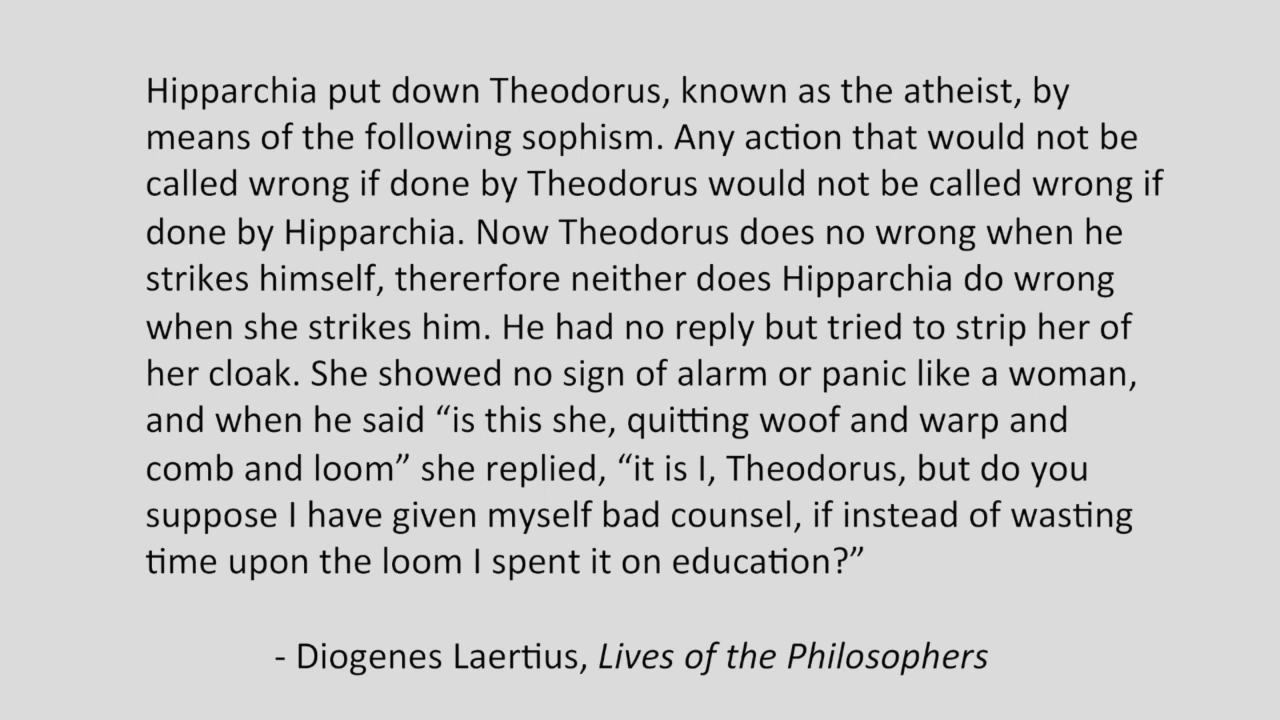 Hipparchia put down Theodorus, known as the atheist, by
means of the following sophism. Any action that would not be
called wrong if done by Theodorus would not be called wrong if
done by Hipparchia. Now Theodorus does no wrong when he
strikes himself, thererfore neither does Hipparchia do wrong
when she strikes him. He had no reply but tried to strip her of
her cloak. She showed no sign of alarm or panic like a woman,
and when he said “is this she, quitting woof and warp and
comb and loom” she replied, “it is I, Theodorus, but do you
suppose I have given myself bad counsel, if instead of wasting
time upon the loom I spent it on education?”
- Diogenes Laertius, Lives of the Philosophers